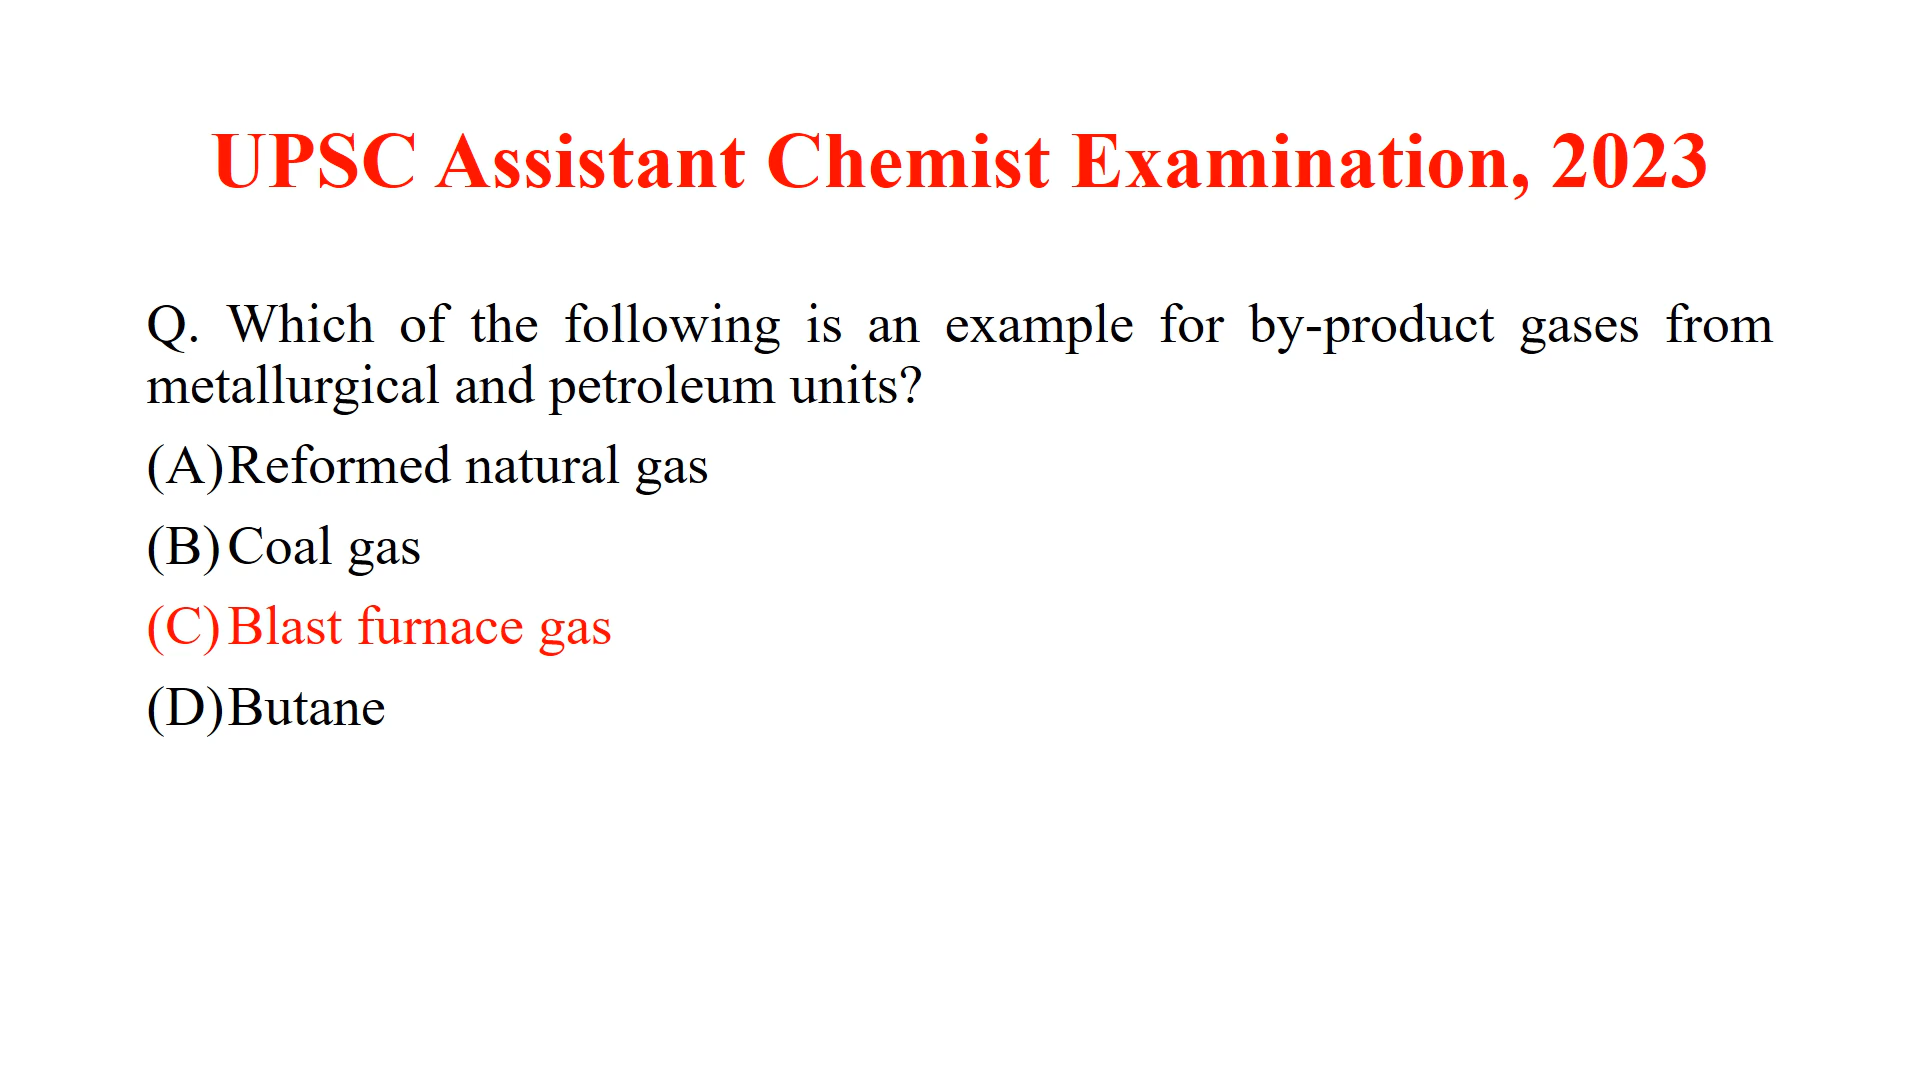 UPSC Assistant Chemist Examination, 2023
Q. Which of the following is an example for by-product gases from
metallurgical and petroleum units?
(A) Reformed natural gas
(B) Coal gas
(C) Blast furnace gas
(D) Butane